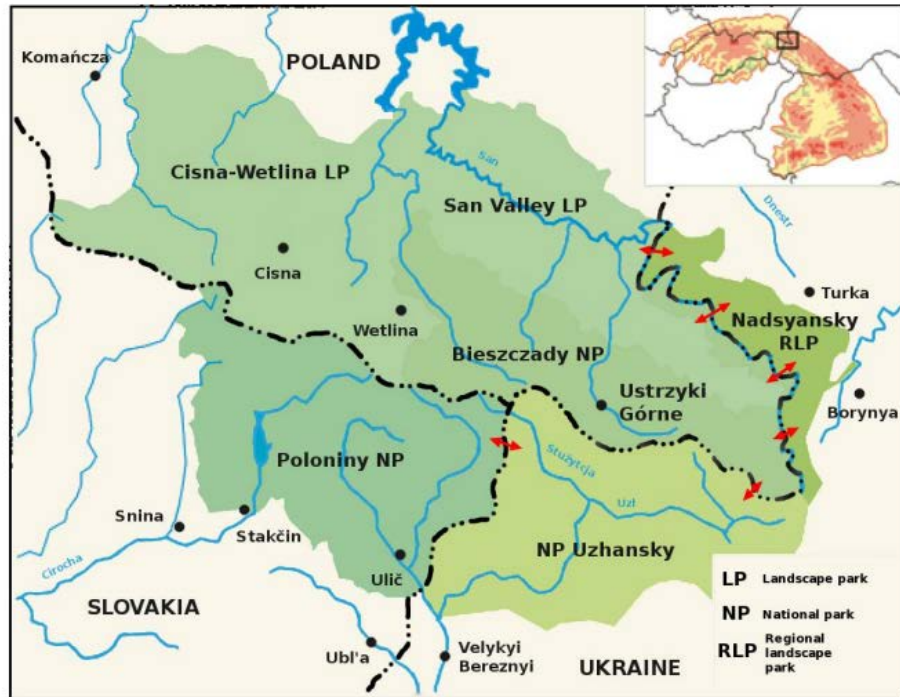 POLAND
Komańcza
Cisna-Wetlina LP
San
San Valley LP
Dnestr
Cisna
Turka
Wetlina
Nadsyansky
RLP
Bieszczady NP
Ustrzyki
Górne
Borynya
Poloniny NP
Stużytcja
Uzł
Snina
Stakčin
NP Uzhansky
Cirocha
Ulič
SLOVAKIA
Ubl'a
Velykyi
Bereznyi
UKRAINE
LP Landscape park
NP National park
RLP Regional
landscape
park